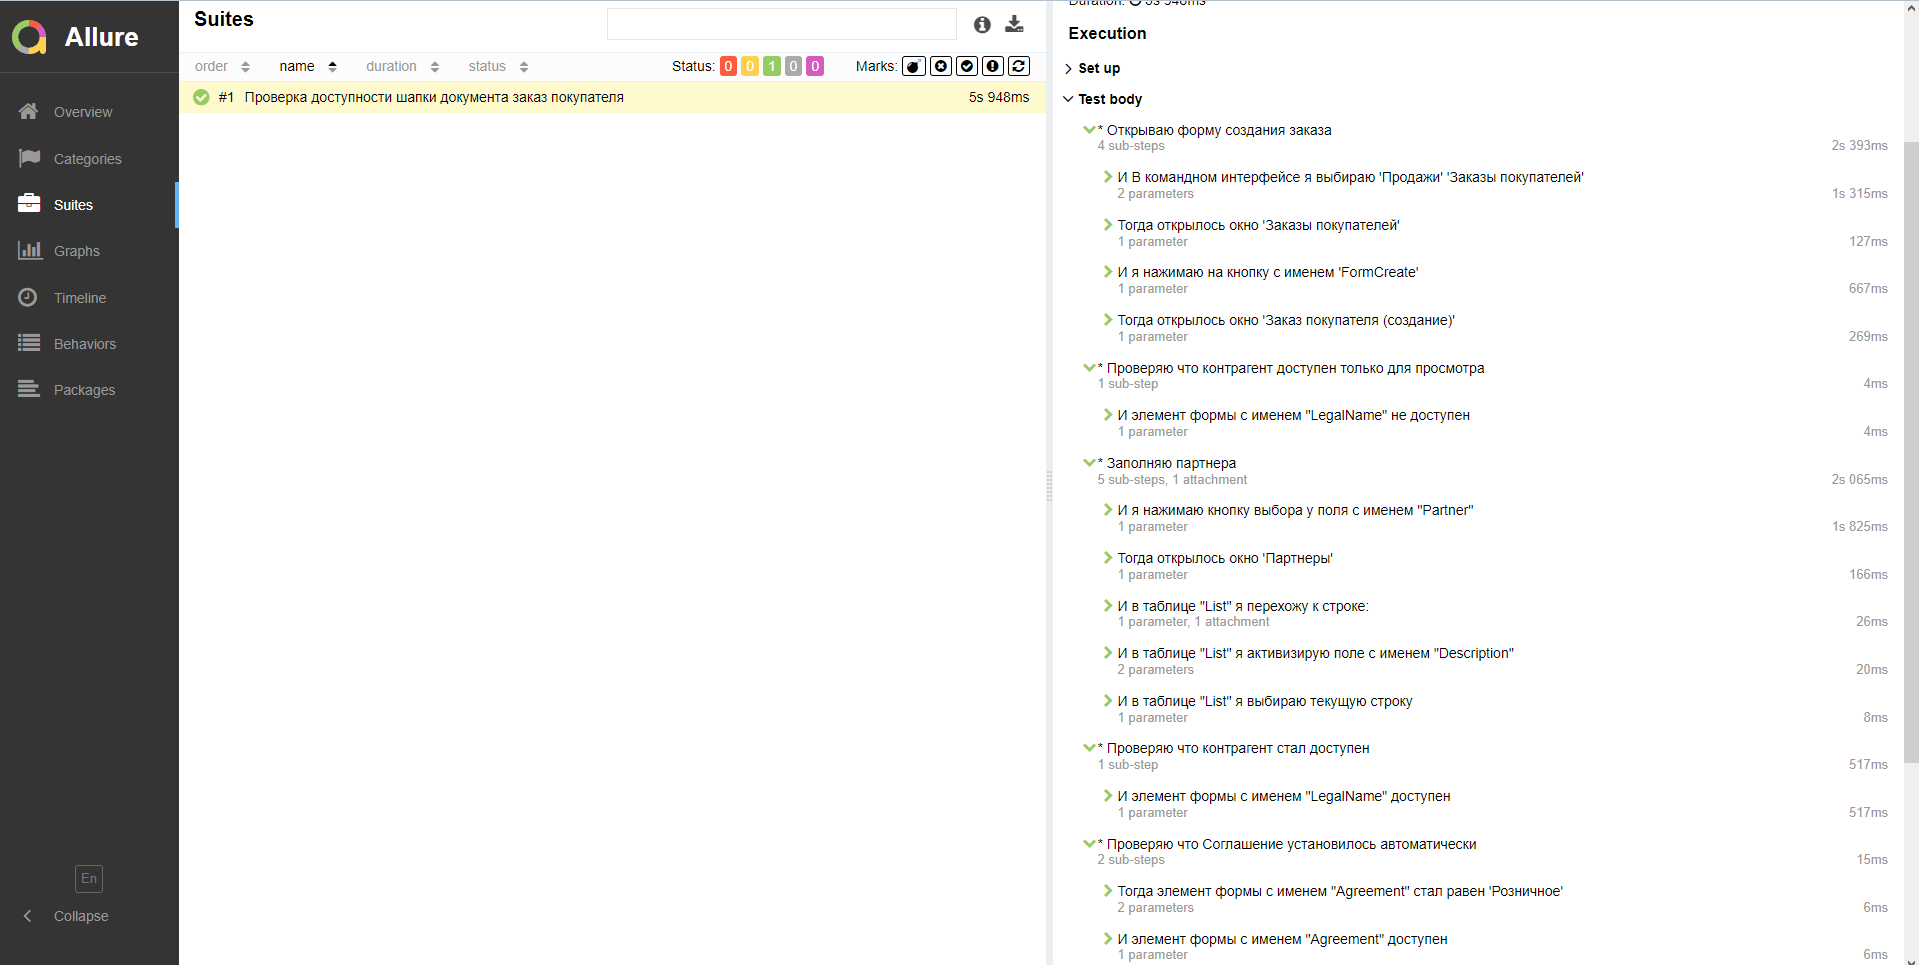 Allure
Overview
Categories
Suites
Graphs
Timeline
Behaviors
Packages
En
Collapse
Suites
order name duration status Status: 0 0 1 0 0 Marks:
#1 Проверка доступности шапки документа заказ покупателя 5s 948ms
Duration: 5s 948ms
Execution
Set up
Test body
* Открываю форму создания заказа
4 sub-steps 2s 393ms
И В командном интерфейсе я выбираю 'Продажи' 'Заказы покупателей'
2 parameters 1s 315ms
Тогда открылось окно 'Заказы покупателей'
1 parameter 127ms
И я нажимаю на кнопку с именем 'FormCreate'
1 parameter 667ms
Тогда открылось окно 'Заказ покупателя (создание)'
1 parameter 269ms
* Проверяю что контрагент доступен только для просмотра
1 sub-step 4ms
И элемент формы с именем "LegalName" не доступен
1 parameter 4ms
* Заполняю партнера
5 sub-steps, 1 attachment 2s 065ms
И я нажимаю кнопку выбора у поля с именем "Partner"
1 parameter 1s 825ms
Тогда открылось окно 'Партнеры'
1 parameter 166ms
И в таблице "List" я перехожу к строке:
1 parameter, 1 attachment 26ms
И в таблице "List" я активизирую поле с именем "Description"
2 parameters 20ms
И в таблице "List" я выбираю текущую строку
1 parameter 8ms
* Проверяю что контрагент стал доступен
1 sub-step 517ms
И элемент формы с именем "LegalName" доступен
1 parameter 517ms
* Проверяю что Соглашение установилось автоматически
2 sub-steps 15ms
Тогда элемент формы с именем "Agreement" стал равен 'Розничное'
2 parameters 6ms
И элемент формы с именем "Agreement" доступен
1 parameter 6ms